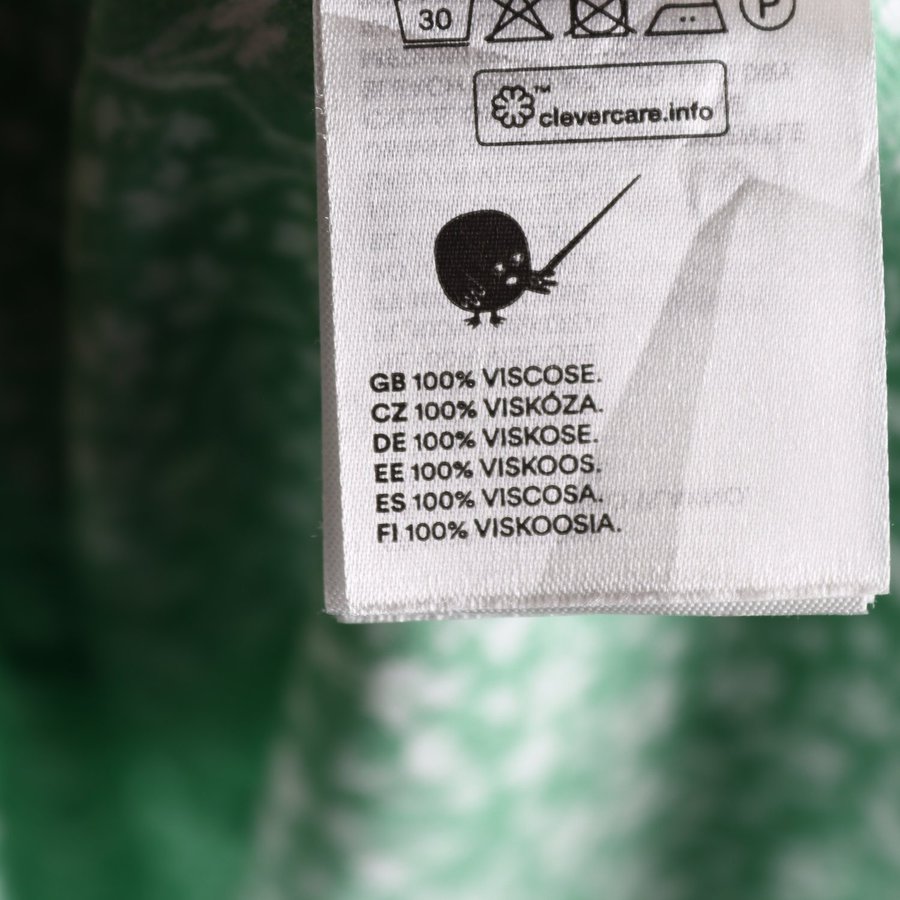 30
P
clevercare.info
GB 100% VISCOSE.
CZ 100% VISKÓZA.
DE 100% VISKOSE.
EE 100% VISKOOS.
ES 100% VISCOSA.
FI 100% VISKOOSIA.